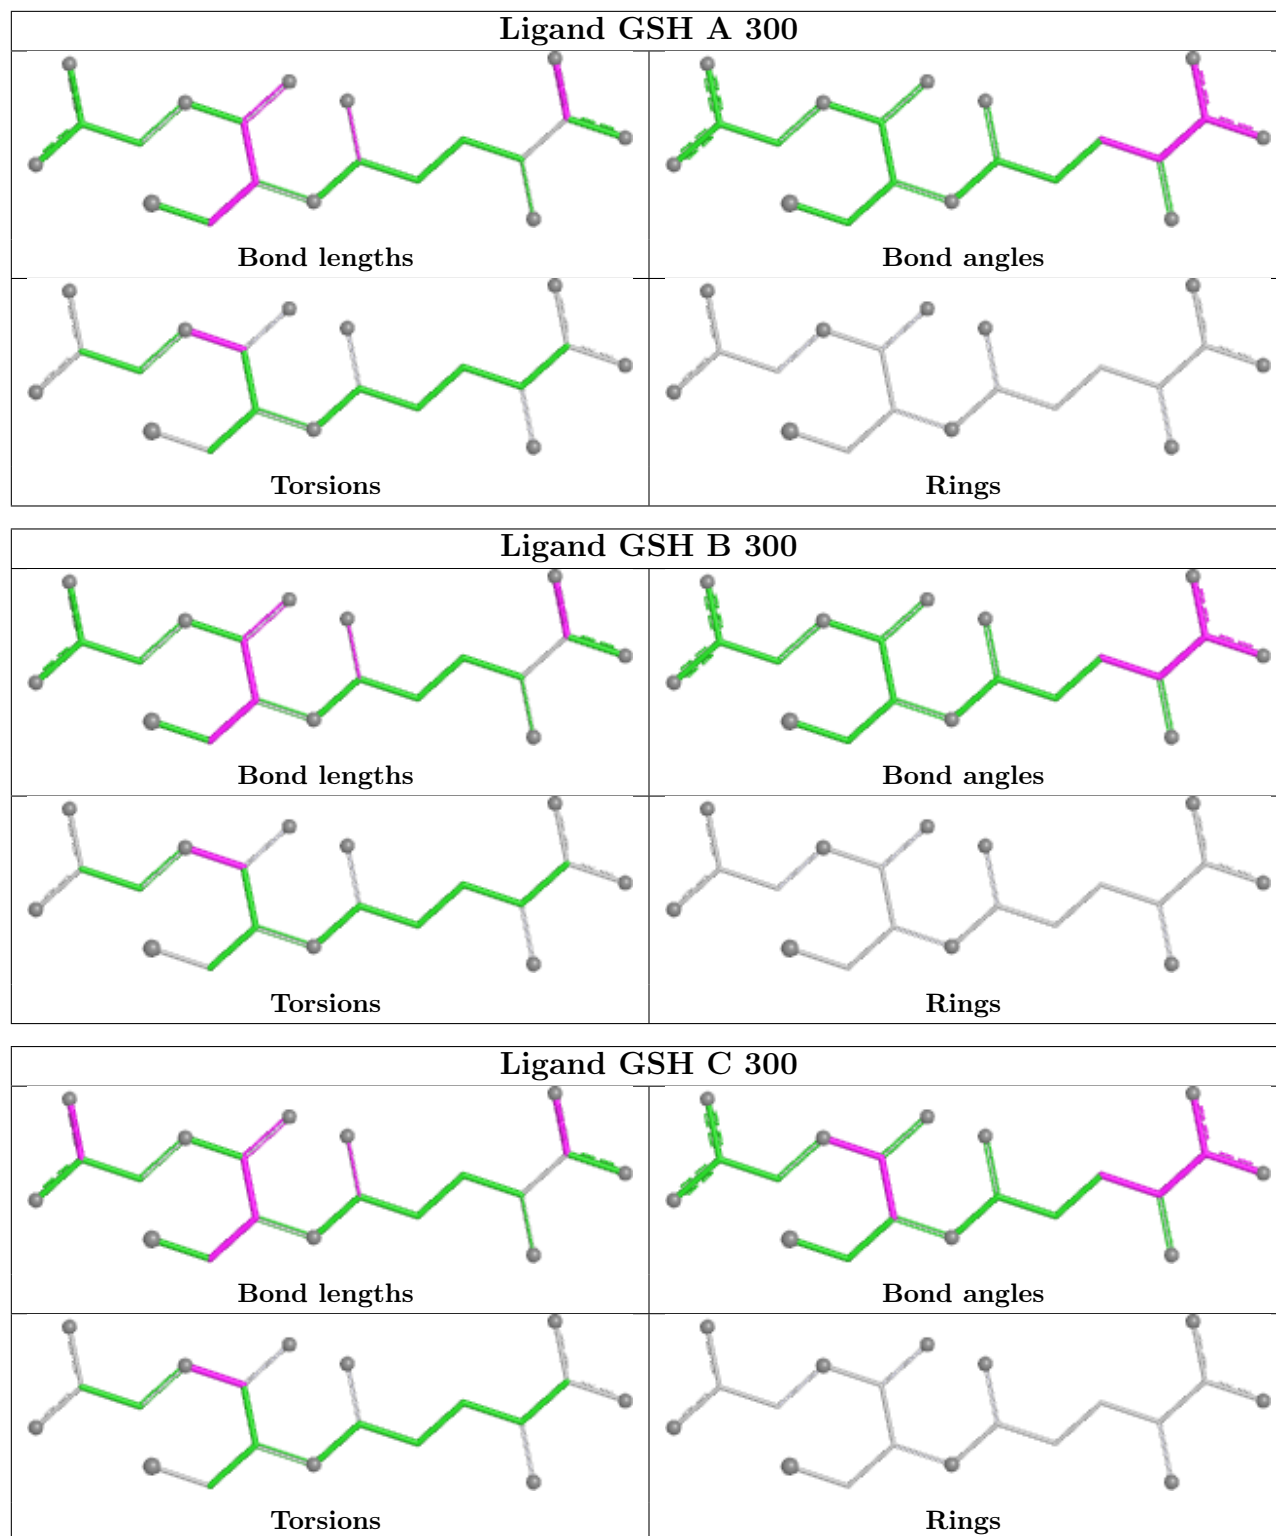 Ligand GSH A 300
Bond lengths
Bond angles
Torsions
Rings
Ligand GSH B 300
Bond lengths
Bond angles
Torsions
Rings
Ligand GSH C 300
Bond lengths
Bond angles
Torsions
Rings